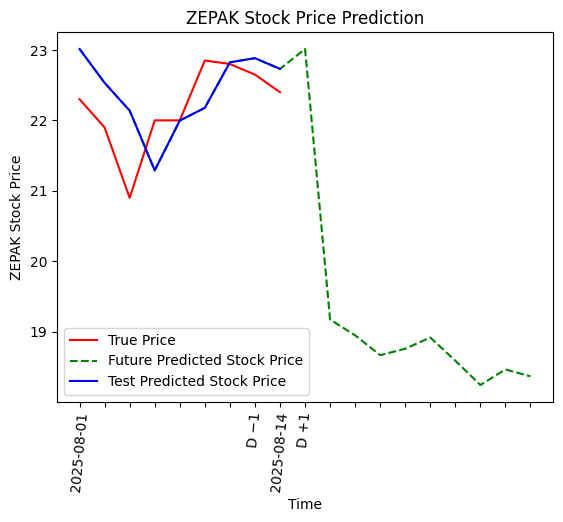 ZEPAK Stock Price Prediction
ZEPAK Stock Price
23
22
21
20
19
True Price
Future Predicted Stock Price
Test Predicted Stock Price
2025-08-01
D −1
2025-08-14
D +1
Time